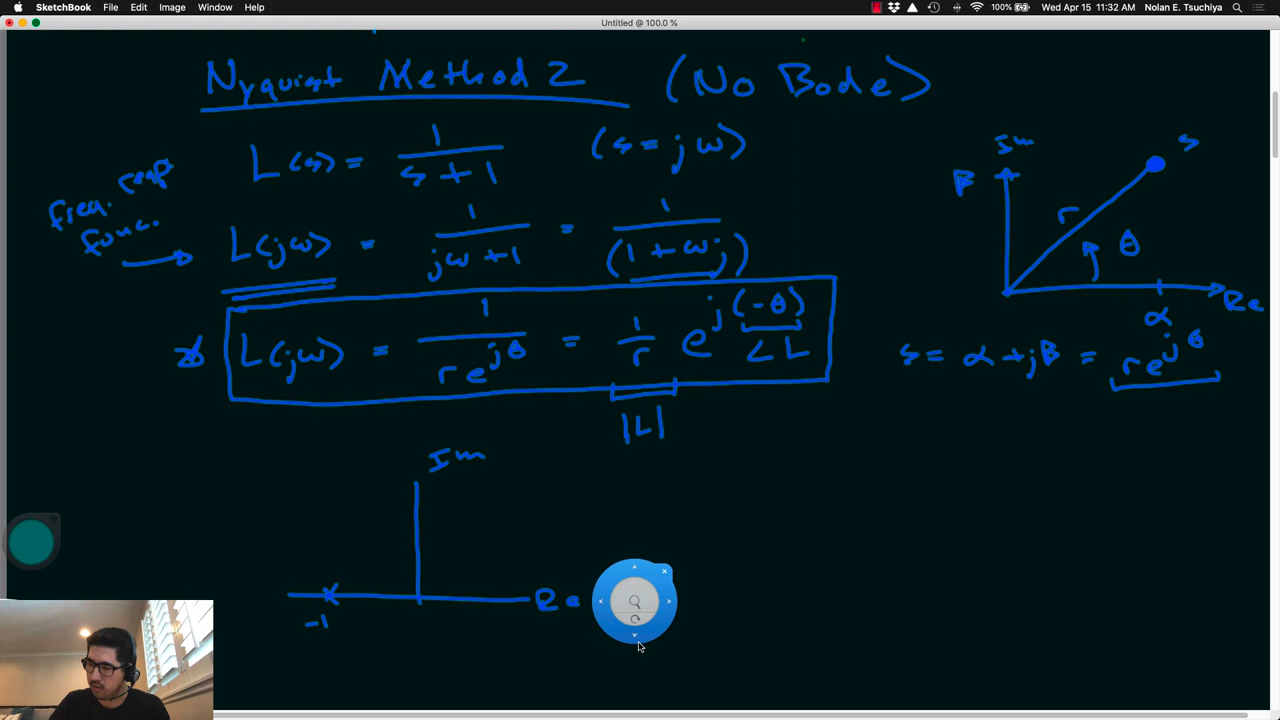 SketchBook File Edit Image Window Help 100% Wed Apr 15 11:32 AM Nolan E. Tsuchiya
Untitled @ 100.0 %
Nyquist Method 2 (No Bode)
L(s) = 1/(s+1) (s=jω)
freq. resp
func.
L(jω) = 1/(jω+1) = 1/(1+ωj)
L(jω) = 1/(re^{jθ}) = 1/r e^{j(-θ)}
∠L
|L|
Im
β
s
r
θ
α
Re
s = α + jβ = re^{jθ}
Im
-1
Re